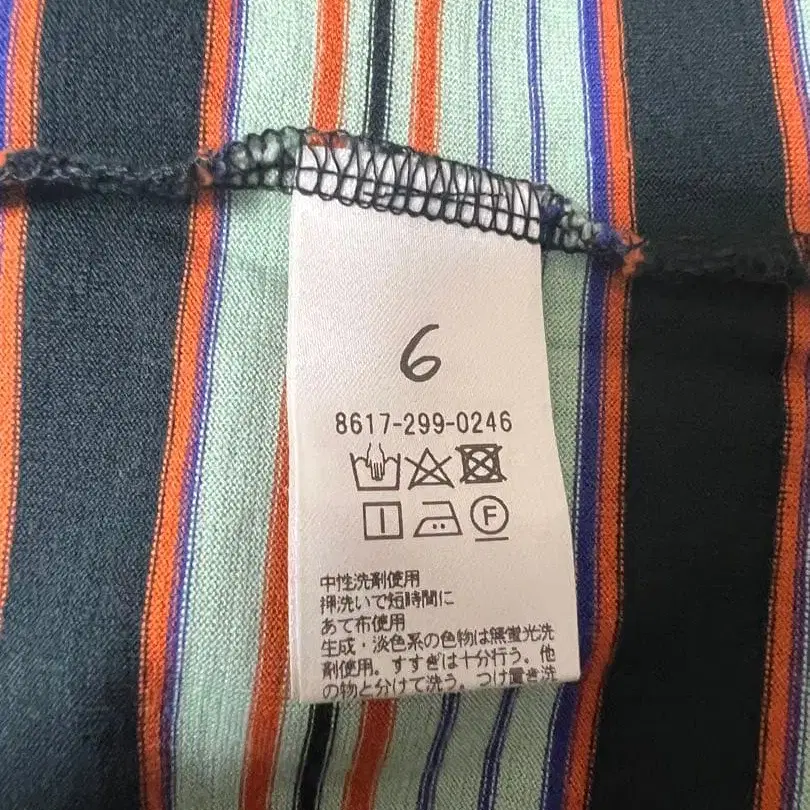 6
8617-299-0246
F
中性洗剤使用
押洗いで短時間に
あて布使用
生成・淡色系の色物は無蛍光洗
剤使用。すすぎは十分行う。他
の物と分けて洗う。つけ置き洗